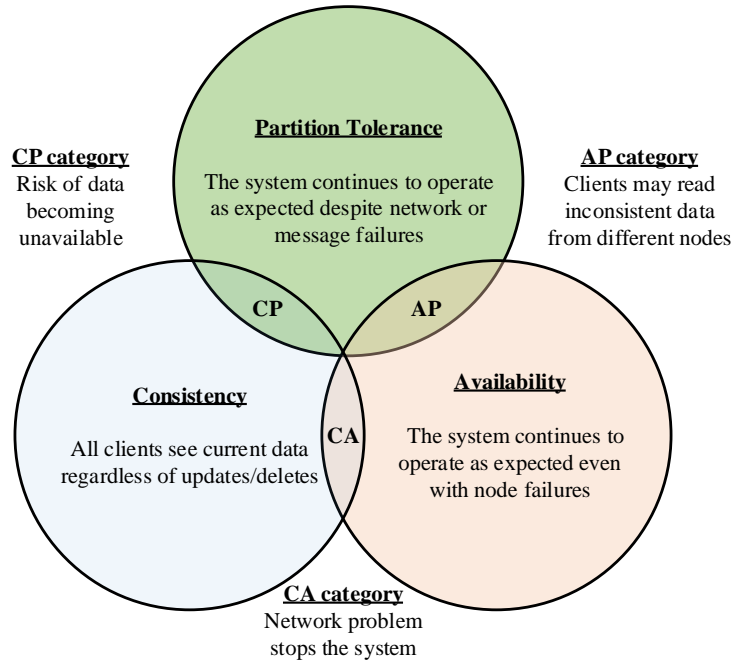 Partition Tolerance
The system continues to operate
as expected despite network or
message failures
CP category
Risk of data
becoming
unavailable
AP category
Clients may read
inconsistent data
from different nodes
CP
AP
Consistency
All clients see current data
regardless of updates/deletes
CA
Availability
The system continues to
operate as expected even
with node failures
CA category
Network problem
stops the system